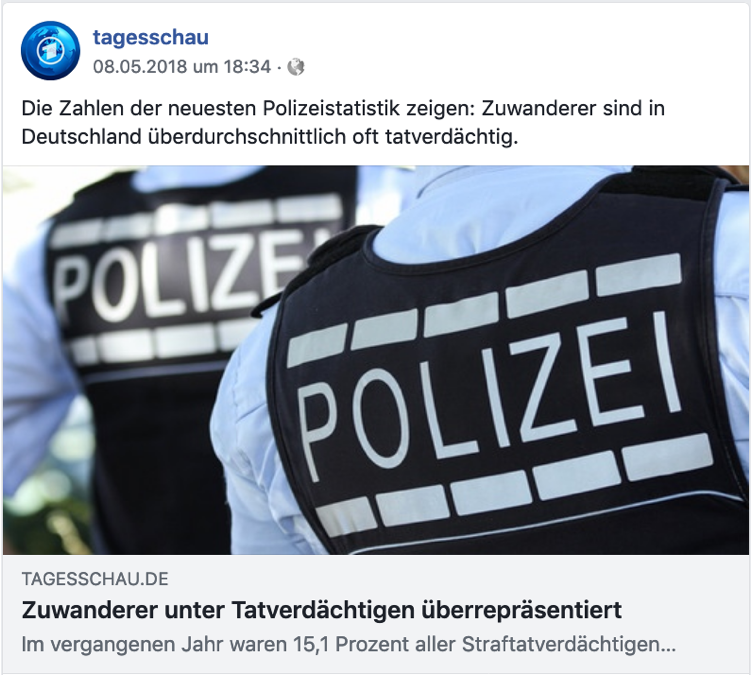 tagesschau
08.05.2018 um 18:34 ·
Die Zahlen der neuesten Polizeistatistik zeigen: Zuwanderer sind in
Deutschland überdurchschnittlich oft tatverdächtig.
POLIZEI
POLIZEI
TAGESSCHAU.DE
Zuwanderer unter Tatverdächtigen überrepräsentiert
Im vergangenen Jahr waren 15,1 Prozent aller Straftatverdächtigen...